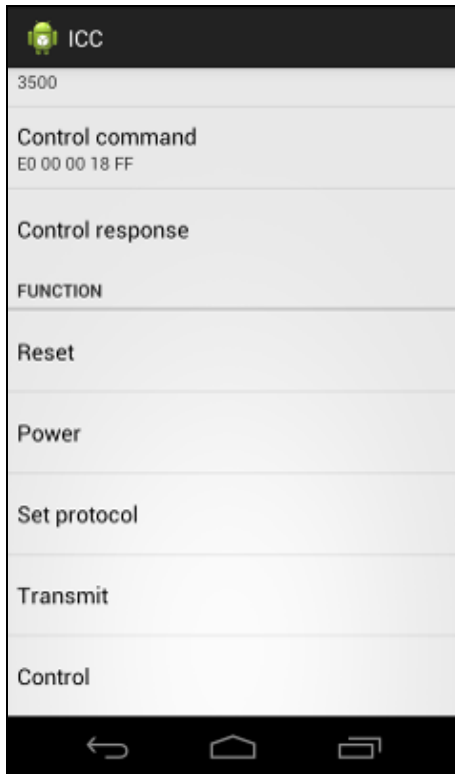 ICC
3500
Control command
E0 00 00 18 FF
Control response
FUNCTION
Reset
Power
Set protocol
Transmit
Control